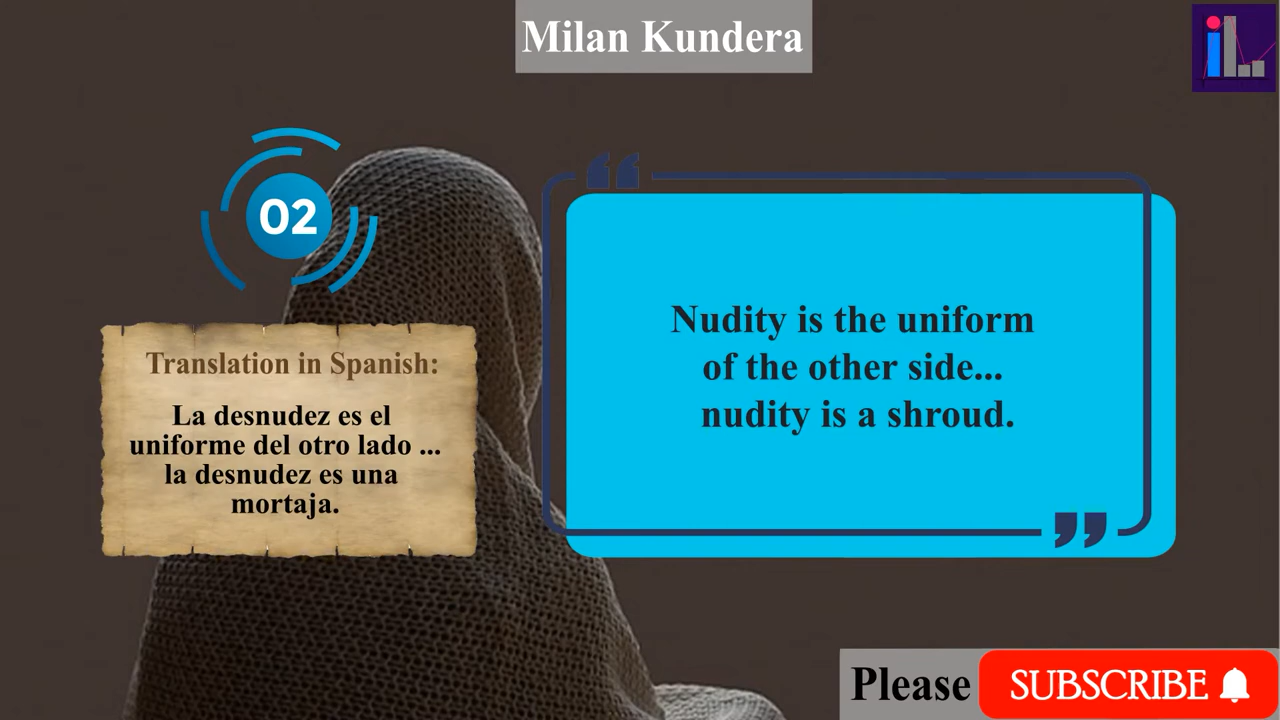 Milan Kundera
02
Translation in Spanish:
La desnudez es el
uniforme del otro lado ...
la desnudez es una
mortaja.
Nudity is the uniform
of the other side...
nudity is a shroud.
Please SUBSCRIBE